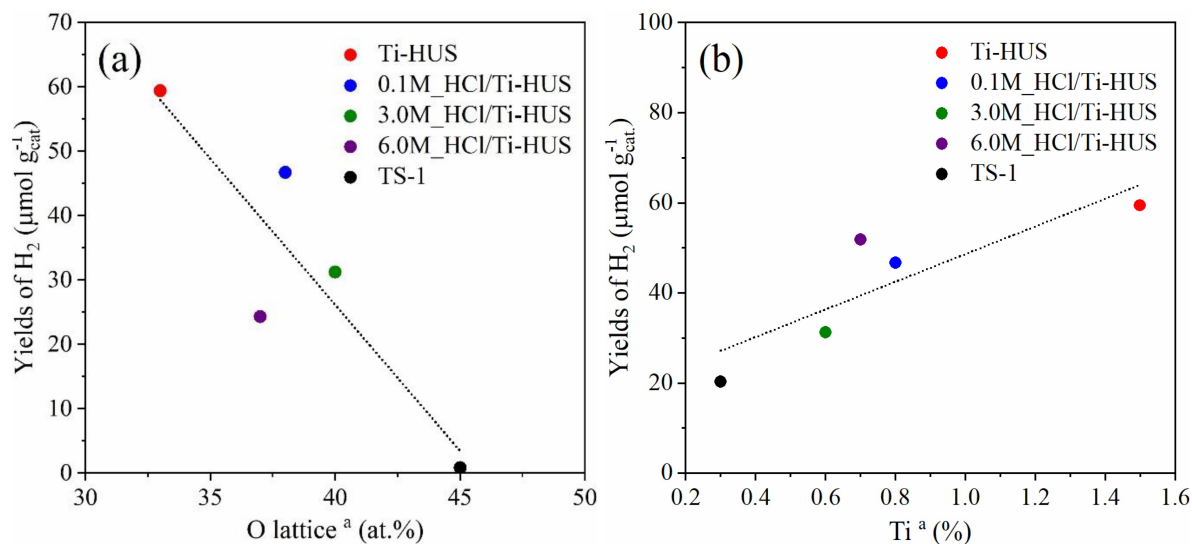 (a)
Ti-HUS
0.1M_HCl/Ti-HUS
3.0M_HCl/Ti-HUS
6.0M_HCl/Ti-HUS
TS-1
Yields of H₂ (μmol g⁻¹cat)
70
60
50
40
30
20
10
0
30 35 40 45 50
O lattice ᵃ (at.%)
(b)
Ti-HUS
0.1M_HCl/Ti-HUS
3.0M_HCl/Ti-HUS
6.0M_HCl/Ti-HUS
TS-1
Yields of H₂ (μmol g⁻¹cat.)
100
80
60
40
20
0
0.2 0.4 0.6 0.8 1.0 1.2 1.4 1.6
Ti ᵃ (%)